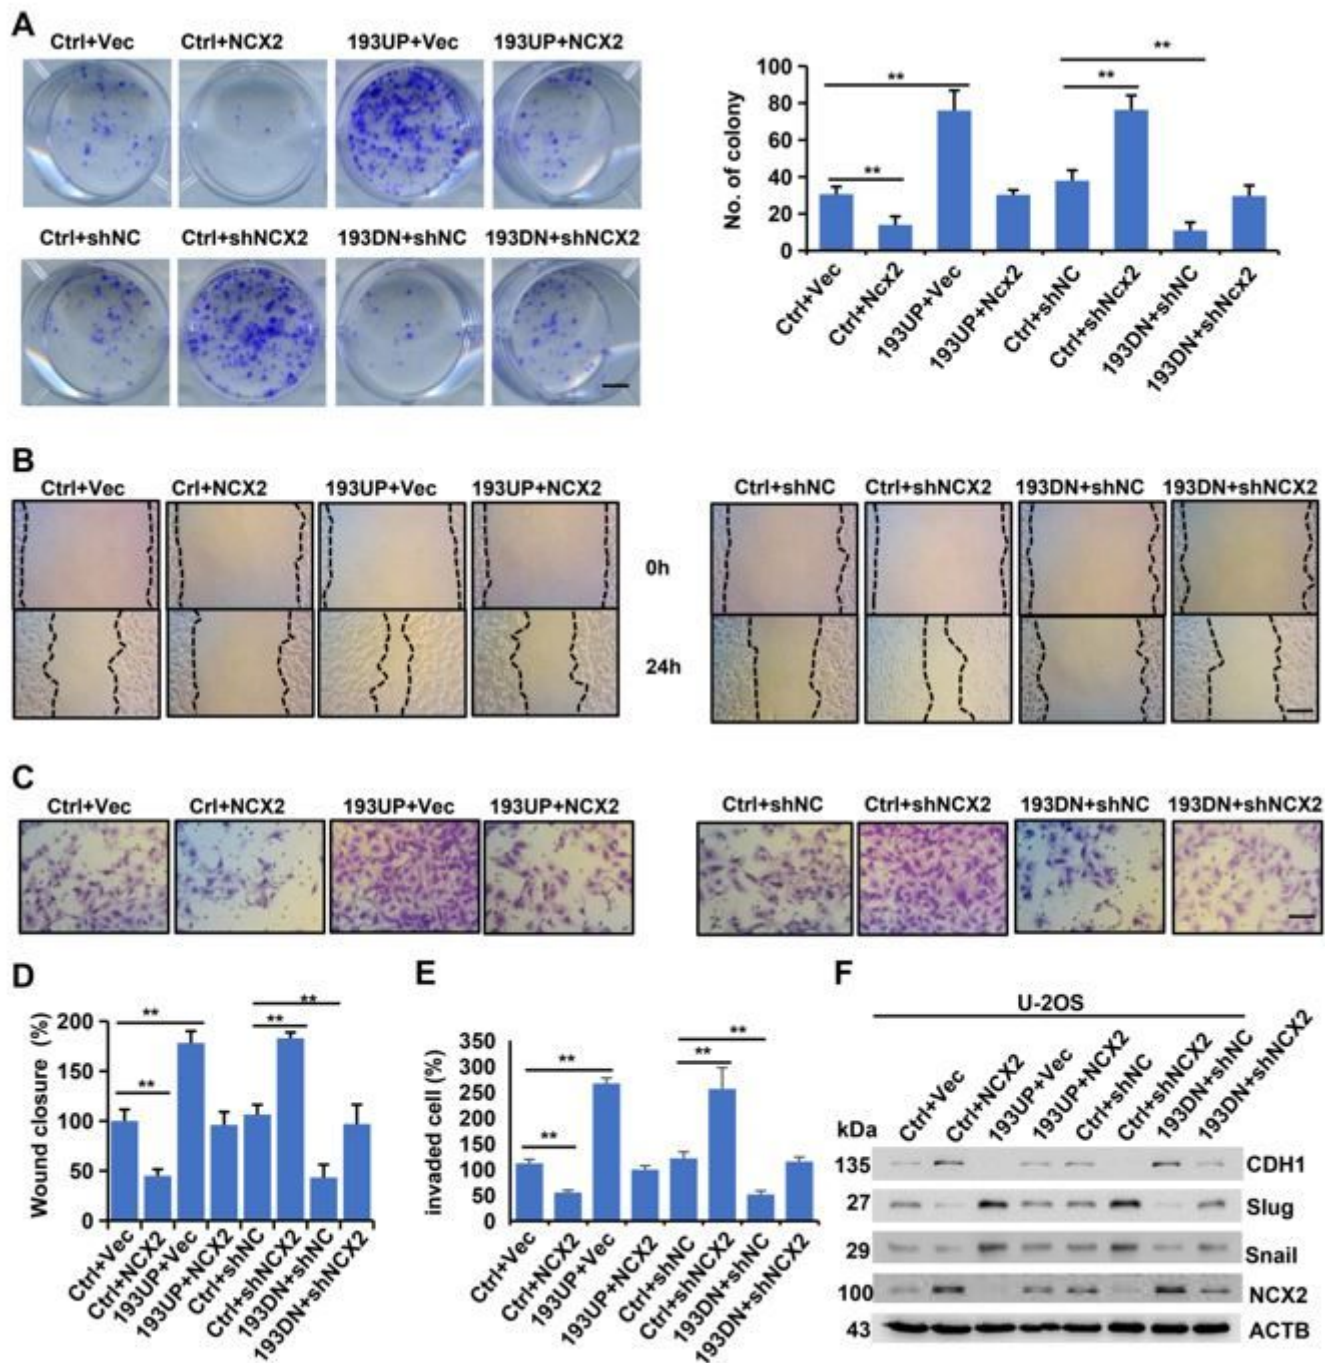 A
Ctrl+Vec Ctrl+NCX2 193UP+Vec 193UP+NCX2
Ctrl+shNC Ctrl+shNCX2 193DN+shNC 193DN+shNCX2
No. of colony
100
80
60
40
20
0
** ** ** **
Ctrl+Vec
Ctrl+Ncx2
193UP+Vec
193UP+Ncx2
Ctrl+shNC
Ctrl+shNcx2
193DN+shNC
193DN+shNcx2
B
Ctrl+Vec Crl+NCX2 193UP+Vec 193UP+NCX2
Ctrl+shNC Ctrl+shNCX2 193DN+shNC 193DN+shNCX2
0h
24h
C
Ctrl+Vec Crl+NCX2 193UP+Vec 193UP+NCX2
Ctrl+shNC Ctrl+shNCX2 193DN+shNC 193DN+shNCX2
D
Wound closure (%)
200
150
100
50
0
** ** ** **
Ctrl+Vec
Ctrl+NCX2
193UP+Vec
193UP+NCX2
Ctrl+shNC
Ctrl+shNCX2
193DN+shNC
193DN+shNCX2
E
invaded cell (%)
350
300
250
200
150
100
50
0
** ** ** **
Ctrl+Vec
Ctrl+NCX2
193UP+Vec
193UP+NCX2
Ctrl+shNC
Ctrl+shNCX2
193DN+shNC
193DN+shNCX2
F
U-2OS
Ctrl+Vec
Ctrl+NCX2
193UP+Vec
193UP+NCX2
Ctrl+shNC
Ctrl+shNCX2
193DN+shNC
193DN+shNCX2
kDa
135 CDH1
27 Slug
29 Snail
100 NCX2
43 ACTB